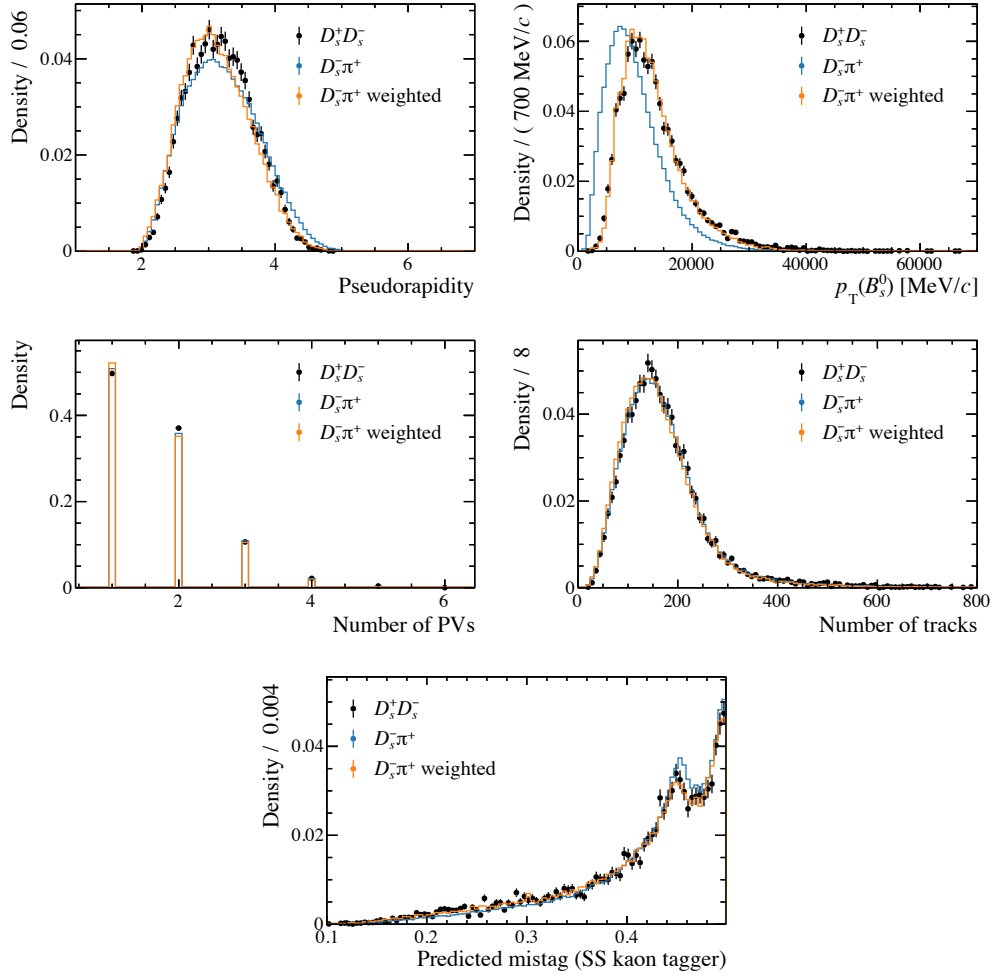 Density / 0.06
0.04
0.02
0
2
4
6
Pseudorapidity
D_s^+D_s^-
D_s^-π^+
D_s^-π^+ weighted
Density / ( 700 MeV/c )
0.06
0.04
0.02
0.00
0
20000
40000
60000
p_T(B_s^0) [MeV/c]
D_s^+D_s^-
D_s^-π^+
D_s^-π^+ weighted
Density
0.4
0.2
0
2
4
6
Number of PVs
D_s^+D_s^-
D_s^-π^+
D_s^-π^+ weighted
Density / 8
0.04
0.02
0
0
200
400
600
800
Number of tracks
D_s^+D_s^-
D_s^-π^+
D_s^-π^+ weighted
Density / 0.004
0.04
0.02
0
0.1
0.2
0.3
0.4
Predicted mistag (SS kaon tagger)
D_s^+D_s^-
D_s^-π^+
D_s^-π^+ weighted